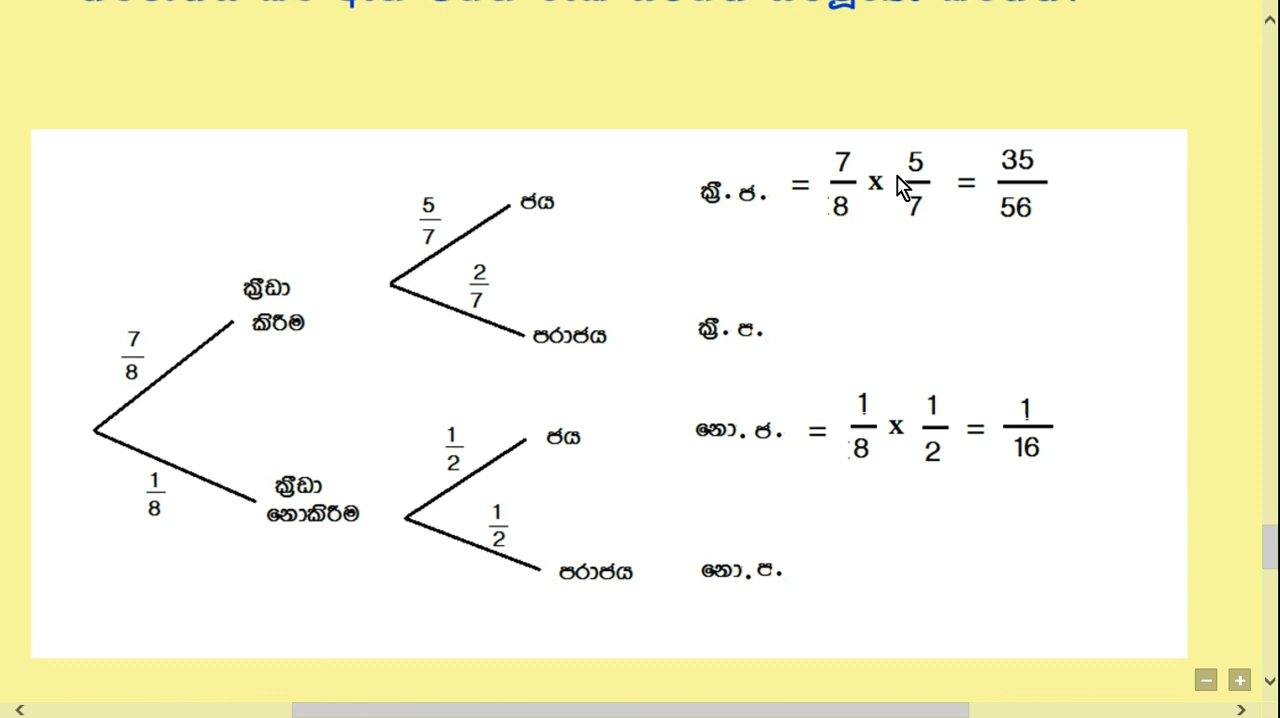 ක්‍රී. ජ. = 7/8 x 5/7 = 35/56
5/7 ජය
2/7
ක්‍රීඩා
කිරීම
7/8
පරාජය
ක්‍රී. ප.
නො. ජ. = 1/8 x 1/2 = 1/16
1/2 ජය
1/8
ක්‍රීඩා
නොකිරීම
1/2
පරාජය
නො. ප.